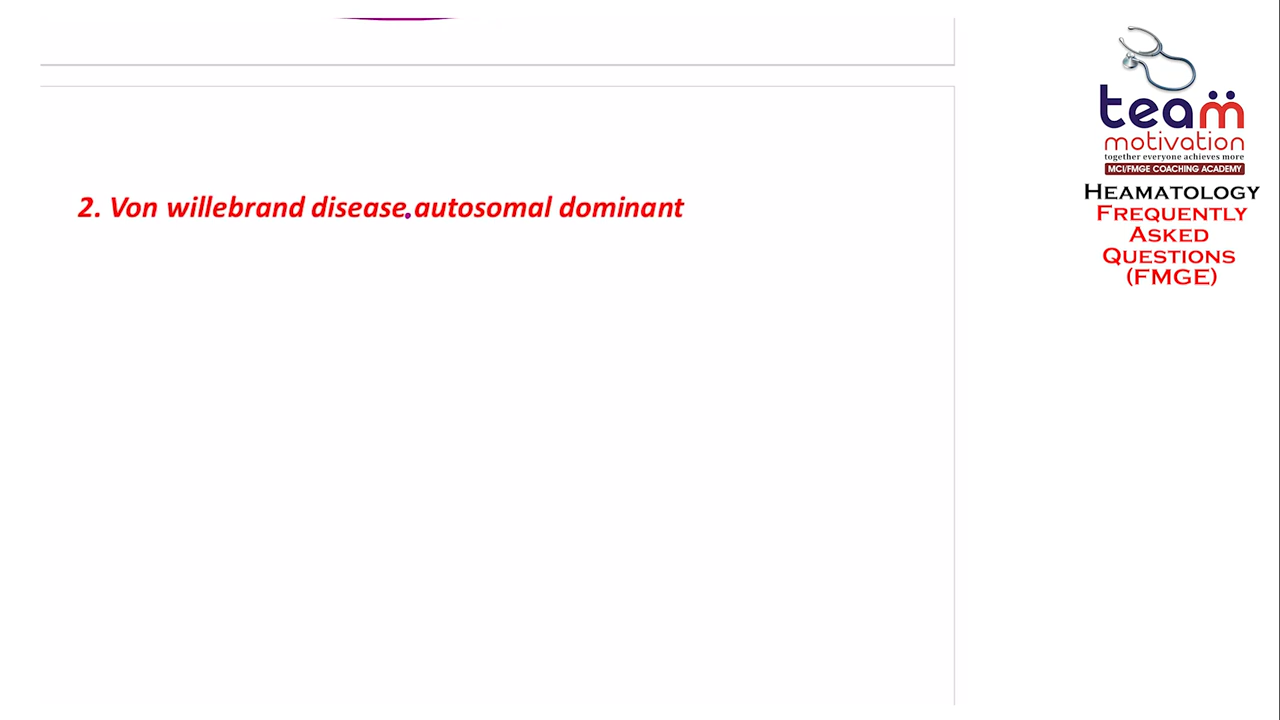 2. Von willebrand disease.autosomal dominant
team
motivation
together everyone achieves more
MCI/FMGE COACHING ACADEMY
HEAMATOLOGY
FREQUENTLY
ASKED
QUESTIONS
(FMGE)